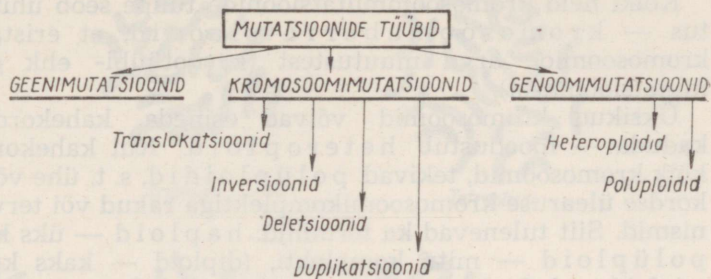 MUTATSIOONIDE TÜÜBID
GEENIMUTATSIOONID KROMOSOOMIMUTATSIOONID GENOOMIMUTATSIOONID
Translokatsioonid Heteroploidid
Inversioonid Polüploidid
Deletsioonid
Duplikatsioonid